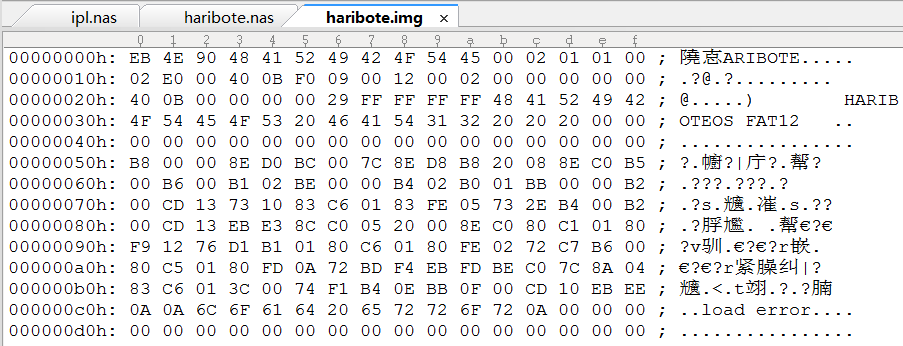 ipl.nas haribote.nas haribote.img ×
0 1 2 3 4 5 6 7 8 9 a b c d e f
00000000h: EB 4E 90 48 41 52 49 42 4F 54 45 00 02 01 01 00 ; 隢怘ARIBOTE.....
00000010h: 02 E0 00 40 0B F0 09 00 12 00 02 00 00 00 00 00 ; .?@.?.........
00000020h: 40 0B 00 00 00 00 29 FF FF FF FF 48 41 52 49 42 ; @.....) HARIB
00000030h: 4F 54 45 4F 53 20 46 41 54 31 32 20 20 20 00 00 ; OTEOS FAT12 ..
00000040h: 00 00 00 00 00 00 00 00 00 00 00 00 00 00 00 00 ; ................
00000050h: B8 00 00 8E D0 BC 00 7C 8E D8 B8 20 08 8E C0 B5 ; ?.幮?|庁?.幚?
00000060h: 00 B6 00 B1 02 BE 00 00 B4 02 B0 01 BB 00 00 B2 ; .???.???.?
00000070h: 00 CD 13 73 10 83 C6 01 83 FE 05 73 2E B4 00 B2 ; .?s.兤.凗.s.??
00000080h: 00 CD 13 EB E3 8C C0 05 20 00 8E C0 80 C1 01 80 ; .?脬尷. .幚€?€
00000090h: F9 12 76 D1 B1 01 80 C6 01 80 FE 02 72 C7 B6 00 ; ?v驯.€?€?r嵌.
000000a0h: 80 C5 01 80 FD 0A 72 BD F4 EB FD BE C0 7C 8A 04 ; €?€?r紧臊纠|?
000000b0h: 83 C6 01 3C 00 74 F1 B4 0E BB 0F 00 CD 10 EB EE ; 兤.<.t翊.?.?腩
000000c0h: 0A 0A 6C 6F 61 64 20 65 72 72 6F 72 0A 00 00 00 ; ..load error....
000000d0h: 00 00 00 00 00 00 00 00 00 00 00 00 00 00 00 00 ; ................